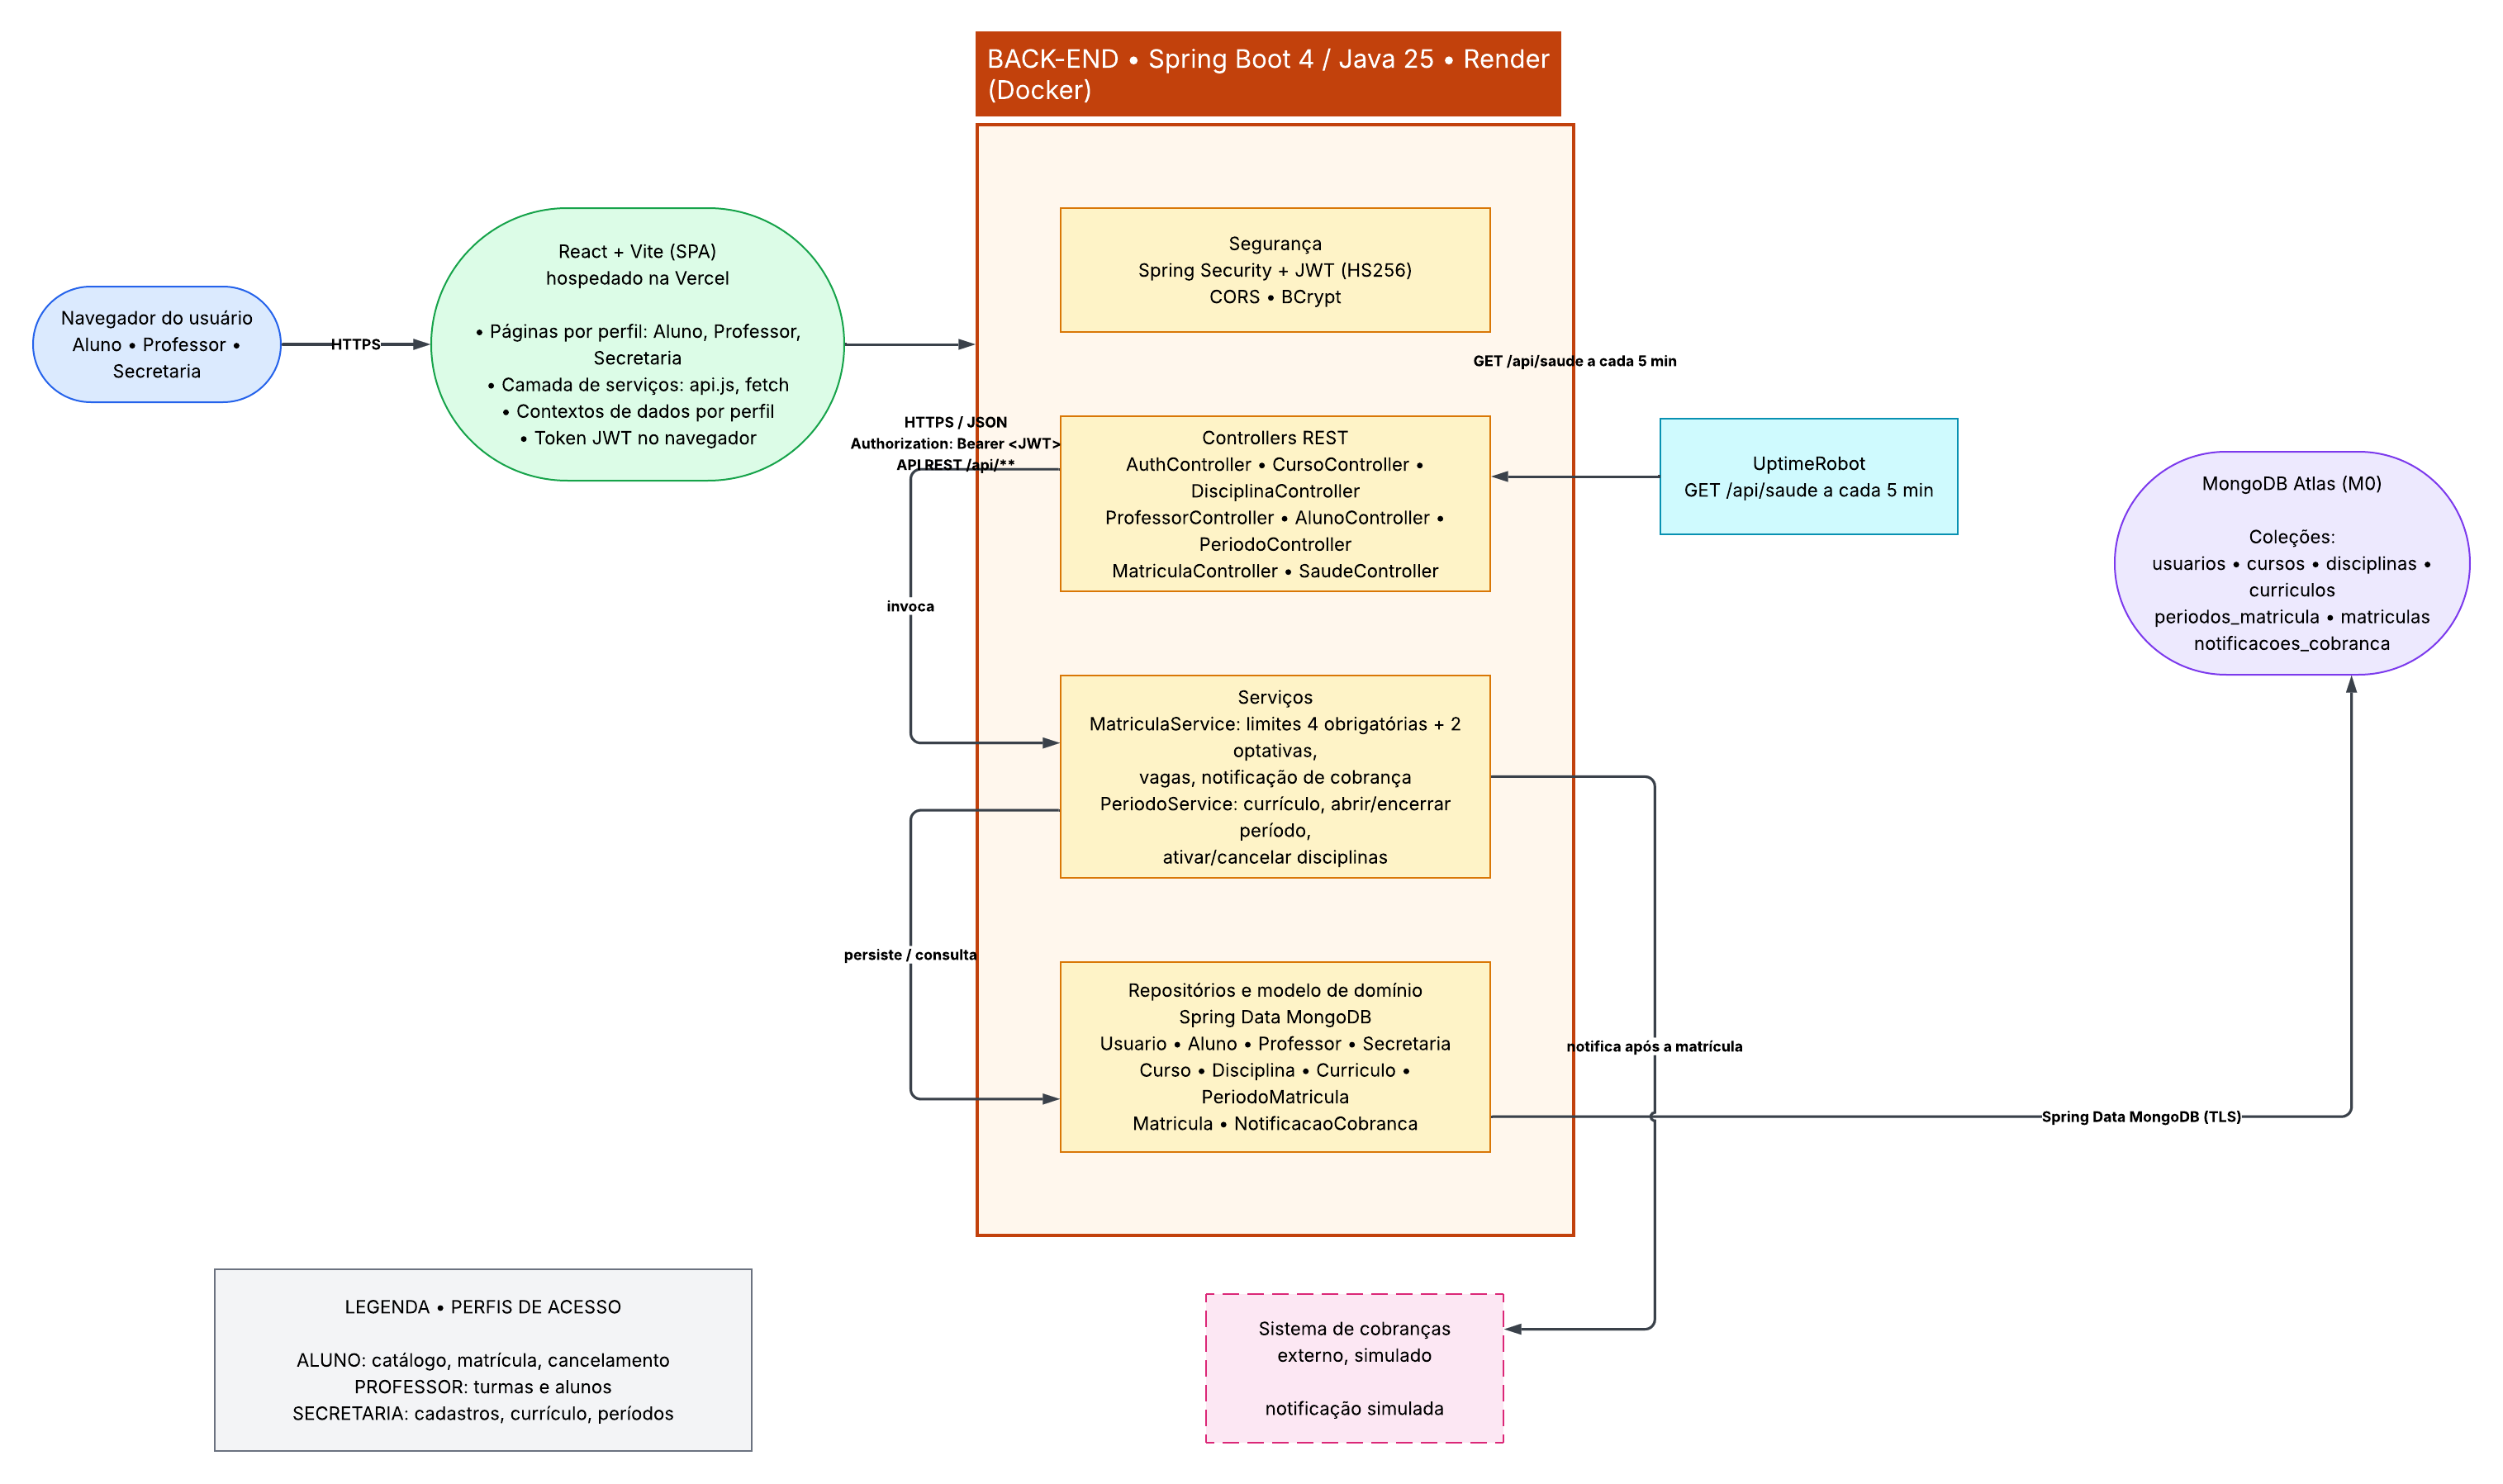 BACK-END • Spring Boot 4 / Java 25 • Render
(Docker)
Navegador do usuário
Aluno • Professor •
Secretaria
HTTPS
React + Vite (SPA)
hospedado na Vercel
• Páginas por perfil: Aluno, Professor,
Secretaria
• Camada de serviços: api.js, fetch
• Contextos de dados por perfil
• Token JWT no navegador
Segurança
Spring Security + JWT (HS256)
CORS • BCrypt
GET /api/saude a cada 5 min
HTTPS / JSON
Authorization: Bearer <JWT>
API REST /api/**
Controllers REST
AuthController • CursoController •
DisciplinaController
ProfessorController • AlunoController •
PeriodoController
MatriculaController • SaudeController
UptimeRobot
GET /api/saude a cada 5 min
MongoDB Atlas (M0)
Coleções:
usuarios • cursos • disciplinas •
curriculos
periodos_matricula • matriculas
notificacoes_cobranca
invoca
Serviços
MatriculaService: limites 4 obrigatórias + 2
optativas,
vagas, notificação de cobrança
PeriodoService: currículo, abrir/encerrar
período,
ativar/cancelar disciplinas
persiste / consulta
Repositórios e modelo de domínio
Spring Data MongoDB
Usuario • Aluno • Professor • Secretaria
Curso • Disciplina • Curriculo •
PeriodoMatricula
Matricula • NotificacaoCobranca
notifica após a matrícula
Spring Data MongoDB (TLS)
LEGENDA • PERFIS DE ACESSO
ALUNO: catálogo, matrícula, cancelamento
PROFESSOR: turmas e alunos
SECRETARIA: cadastros, currículo, períodos
Sistema de cobranças
externo, simulado
notificação simulada